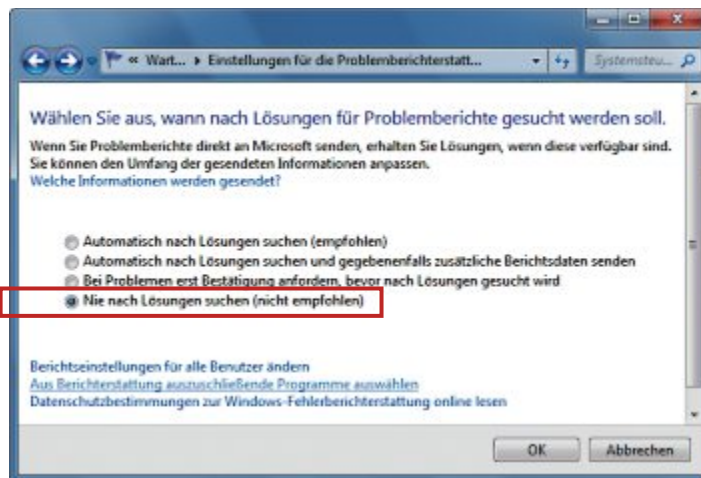 « Wart... ▸ Einstellungen für die Problemberichterstatt...
Systemsteu...
Wählen Sie aus, wann nach Lösungen für Problemberichte gesucht werden soll.
Wenn Sie Problemberichte direkt an Microsoft senden, erhalten Sie Lösungen, wenn diese verfügbar sind.
Sie können den Umfang der gesendeten Informationen anpassen.
Welche Informationen werden gesendet?
Automatisch nach Lösungen suchen (empfohlen)
Automatisch nach Lösungen suchen und gegebenenfalls zusätzliche Berichtsdaten senden
Bei Problemen erst Bestätigung anfordern, bevor nach Lösungen gesucht wird
Nie nach Lösungen suchen (nicht empfohlen)
Berichtseinstellungen für alle Benutzer ändern
Aus Berichterstattung auszuschließende Programme auswählen
Datenschutzbestimmungen zur Windows-Fehlerberichterstattung online lesen
OK
Abbrechen